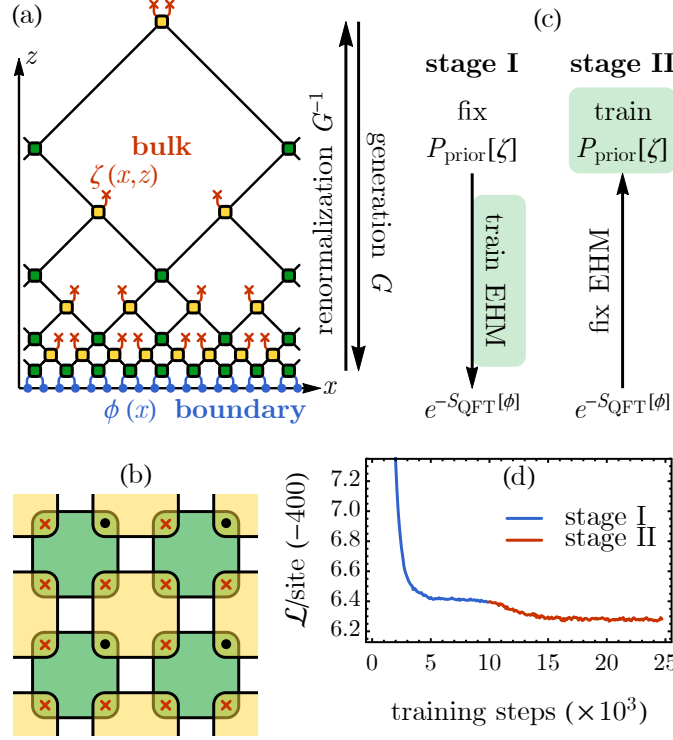 (a)
z
bulk
ζ(x,z)
ϕ(x) boundary
x
renormalization G⁻¹
generation G
(c)
stage I
stage II
fix
P_prior[ζ]
train
P_prior[ζ]
train EHM
fix EHM
e^{-S_QFT[ϕ]}
e^{-S_QFT[ϕ]}
(b)
(d)
7.2
7.0
6.8
6.6
6.4
6.2
ℒ/site (−400)
stage I
stage II
0 5 10 15 20 25
training steps (×10³)